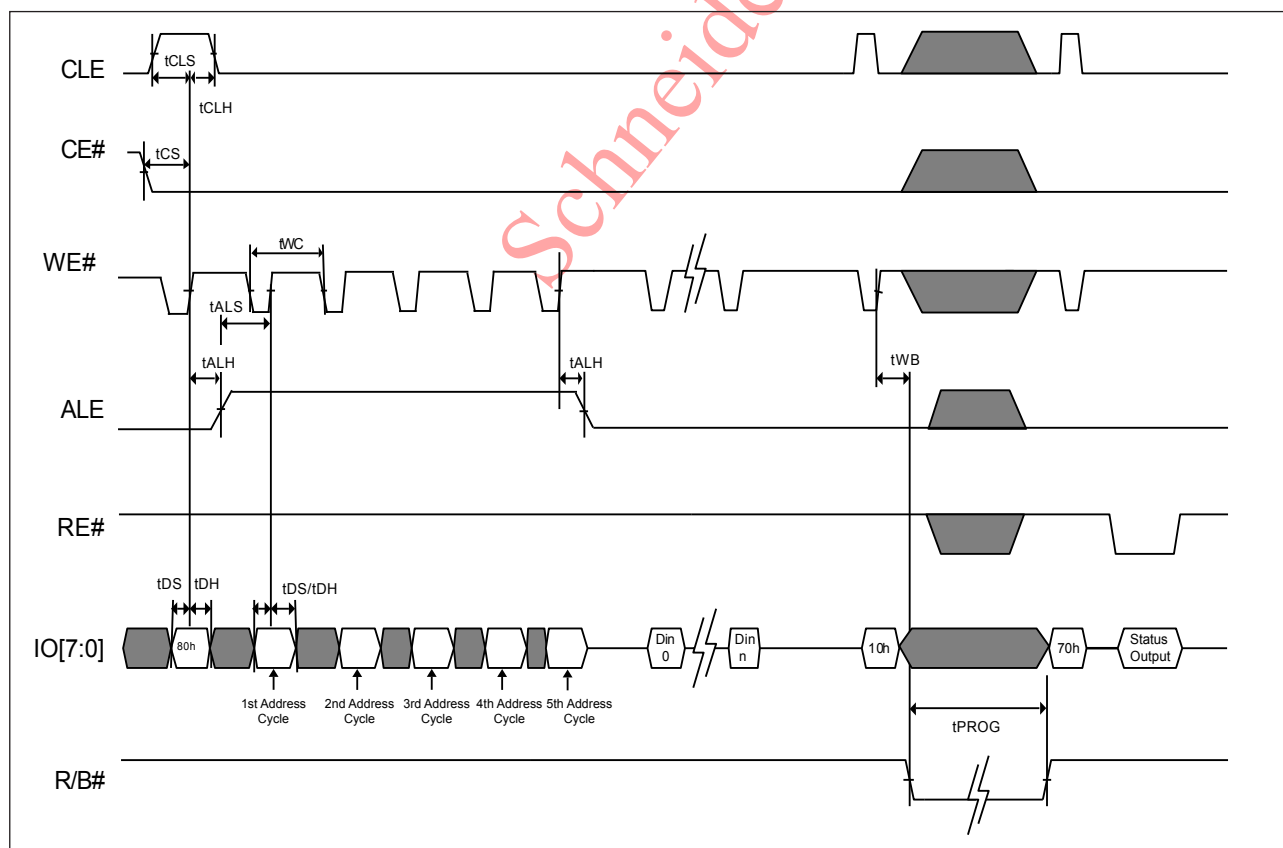 Schneide
CLE
tCLS
tCLH
CE#
tCS
WE#
tWC
tALS
tALH
tALH
tWB
ALE
RE#
tDS
tDH
tDS/tDH
IO[7:0]
80h
Din
0
Din
n
10h
70h
Status
Output
1st Address
Cycle
2nd Address
Cycle
3rd Address
Cycle
4th Address
Cycle
5th Address
Cycle
tPROG
R/B#